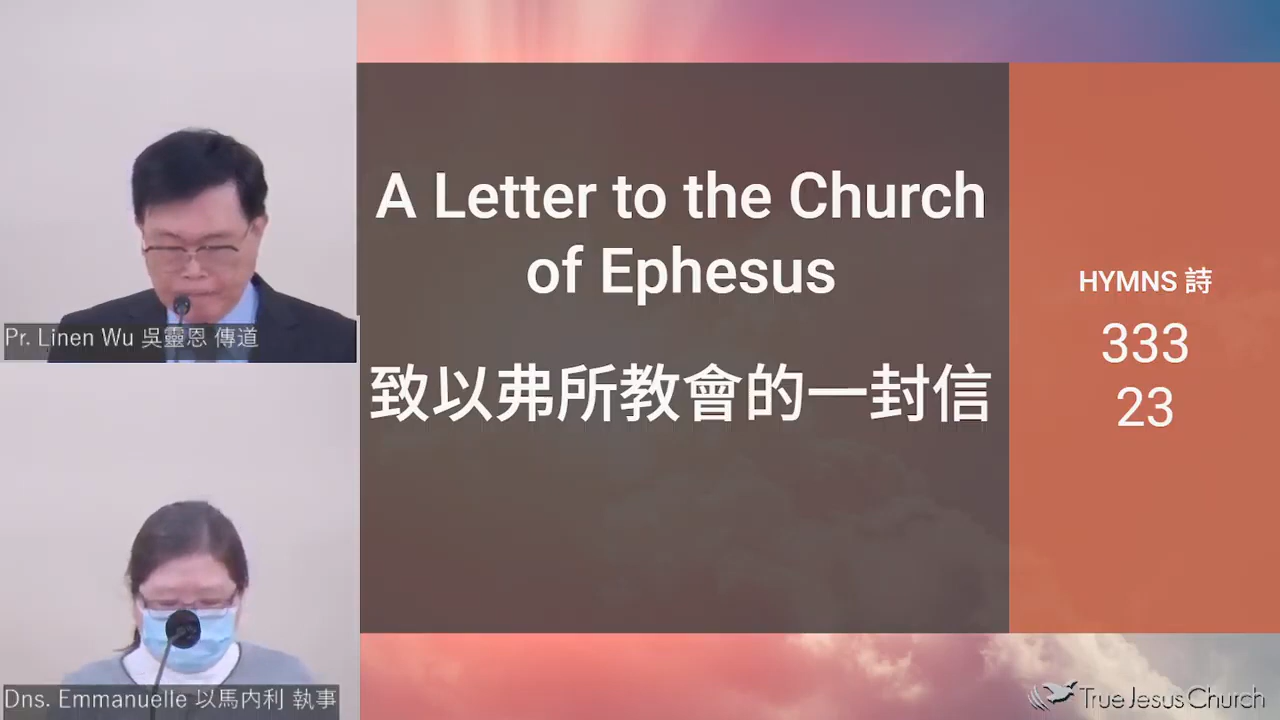 A Letter to the Church
of Ephesus
致以弗所教會的一封信
HYMNS 詩
333
23
Pr. Linen Wu 吳靈恩 傳道
Dns. Emmanuelle 以馬內利 執事
True Jesus Church